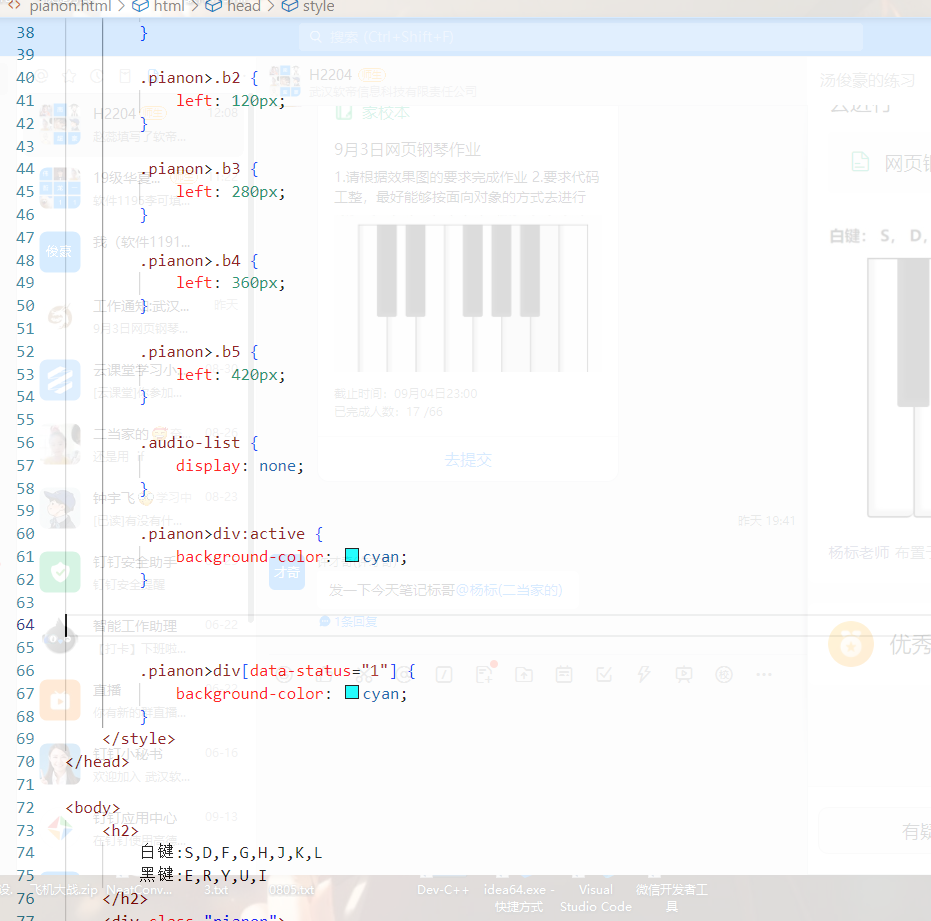 pianon.html > html > head > style
38 }
39
40 .pianon>.b2 {
41 left: 120px;
42 }
43
44 .pianon>.b3 {
45 left: 280px;
46 }
47
48 .pianon>.b4 {
49 left: 360px;
50 }
51
52 .pianon>.b5 {
53 left: 420px;
54 }
55
56 .audio-list {
57 display: none;
58 }
59
60 .pianon>div:active {
61 background-color: cyan;
62 }
63
64
65
66 .pianon>div[data-status="1"] {
67 background-color: cyan;
68 }
69 </style>
70 </head>
71
72 <body>
73 <h2>
74 白键:S,D,F,G,H,J,K,L
75 黑键:E,R,Y,U,I
76 </h2>
77 <div class="pianon">
搜索 (Ctrl+Shift+F)
H2204
武汉软帝信息科技有限责任公司
家校本
9月3日网页钢琴作业
1.请根据效果图的要求完成作业 2.要求代码
工整，最好能够按面向对象的方式去进行
截止时间：09月04日23:00
已完成人数：17 /66
去提交
昨天 19:41
才奇
发一下今天笔记标哥@杨标(二当家的)
1条回复
H2204
12:08
19级华夏
俊豪
我（软件1191...
工作通知:武汉...
昨天
9月3日网页钢琴...
云课堂学习小
二当家的
还是用
钟宇飞
学习中
08-23
钉钉安全助手
智能工作助理
06-22
直播
钉钉小秘书
06-16
欢迎加入 武汉软...
钉钉应用中心
09-13
汤俊豪的练习
去进行
网页钢
白键： S， D，
杨标老师 布置于
优秀
有疑
飞机大战.zip
NeatConv...
3.txt
0805.txt
Dev-C++
idea64.exe -
快捷方式
Visual
Studio Code
微信开发者工
具